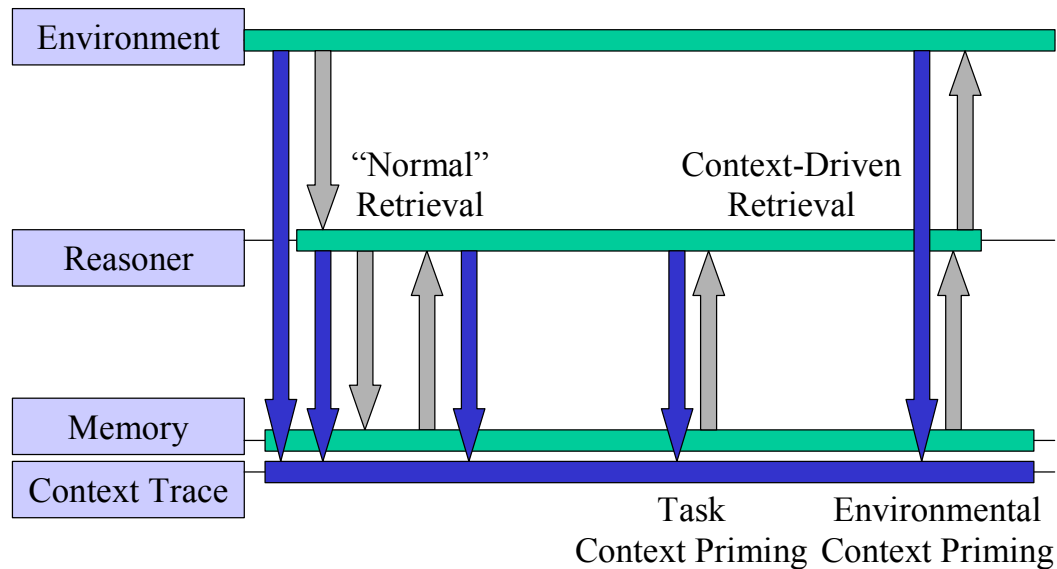 Environment
“Normal”
Retrieval
Context-Driven
Retrieval
Reasoner
Memory
Context Trace
Task
Context Priming
Environmental
Context Priming